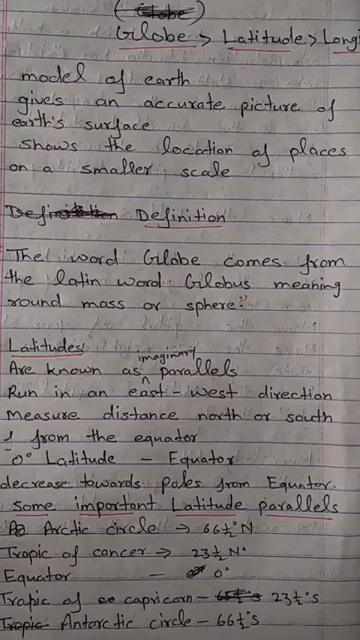 (Globe)
Globe > Latitude > Longi
model of earth
gives an accurate picture of
earth's surface
shows the location of places
on a smaller scale
Definition Definition
The word Globe comes from
the latin word Globus meaning
round mass or sphere.
Latitudes
Are known as imaginary parallels
Run in an east-west direction
Measure distance north or south
from the equator
0° Latitude - Equator
decrease towards poles from Equator.
some important Latitude parallels
Arctic circle → 66½°N
Tropic of cancer → 23½N°
Equator - 0°
Tropic of capricorn - 23½°s
Tropic Antarctic circle - 66½°s